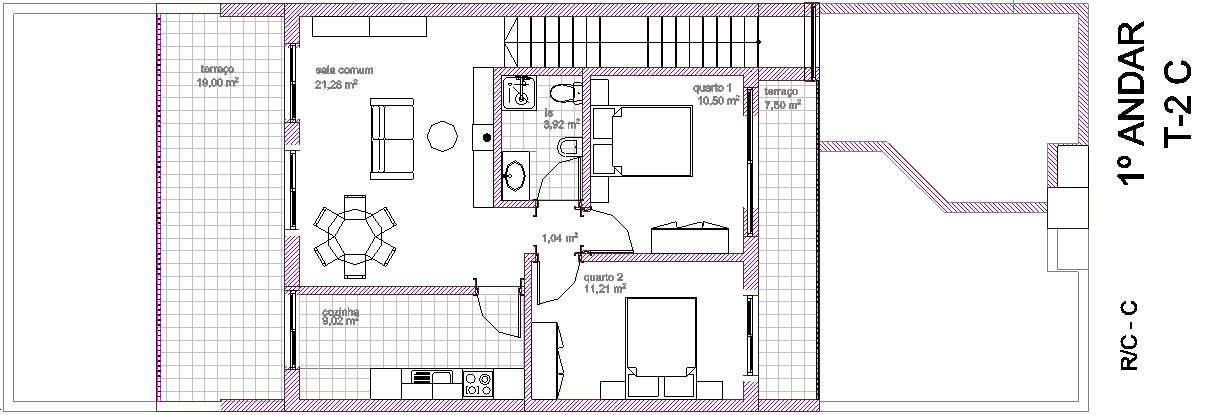 terraço
19,00 m²
sala comum
21,28 m²
is
3,92 m²
quarto 1
10,50 m²
terraço
7,50 m²
1,04 m²
quarto 2
11,21 m²
cozinha
9,02 m²
1º ANDAR
T-2 C
R/C - C